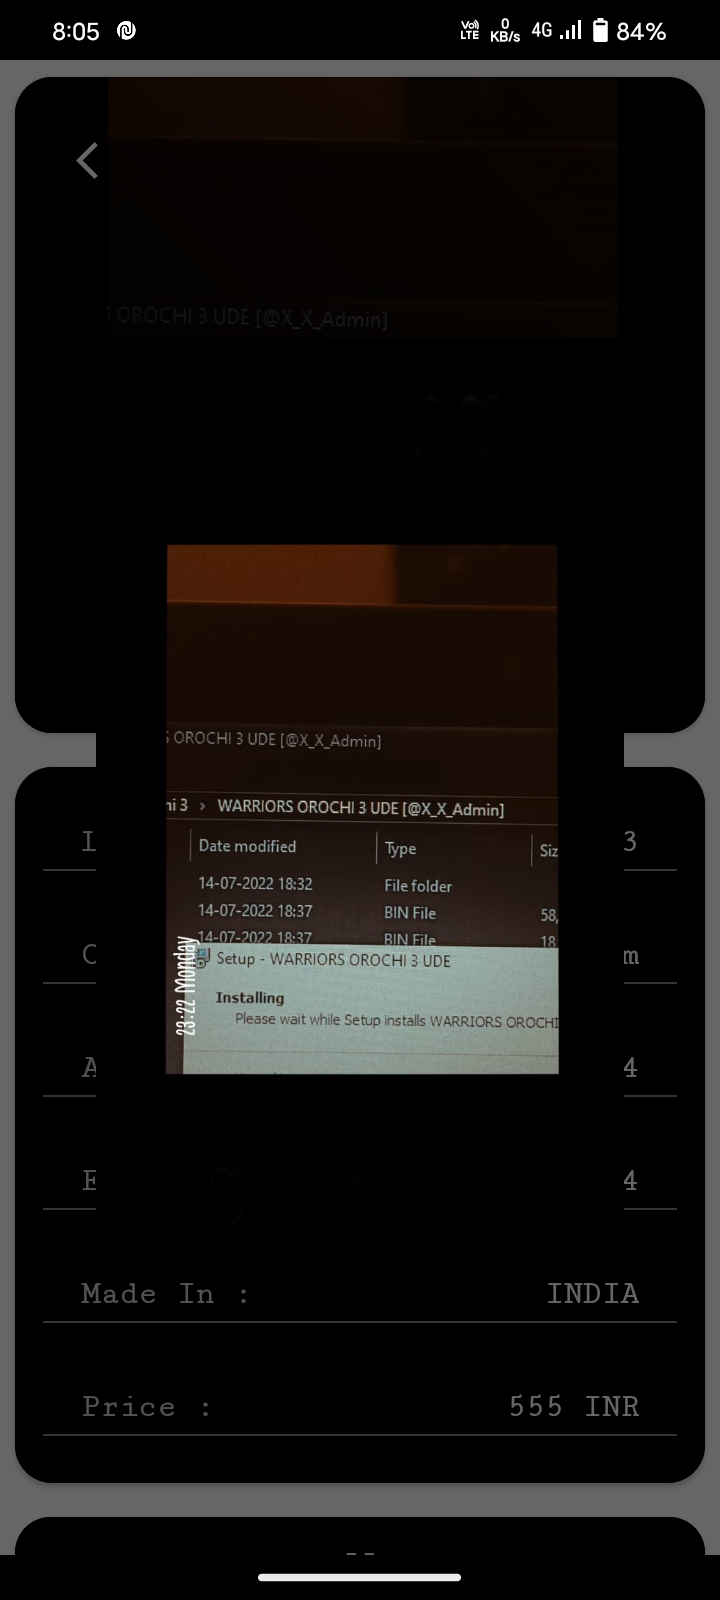 8:05
Vo) LTE
0 KB/s
4G
84%
S OROCHI 3 UDE [@X_X_Admin]
S OROCHI 3 UDE [@X_X_Admin]
hi 3 › WARRIORS OROCHI 3 UDE [@X_X_Admin]
Date modified Type Siz
14-07-2022 18:32 File folder
14-07-2022 18:37 BIN File 58,
14-07-2022 18:37 BIN File 18
Setup - WARRIORS OROCHI 3 UDE
Installing
Please wait while Setup installs WARRIORS OROCHI
23:22 Monday
I 3
C m
A 4
E 4
Made In : INDIA
Price : 555 INR